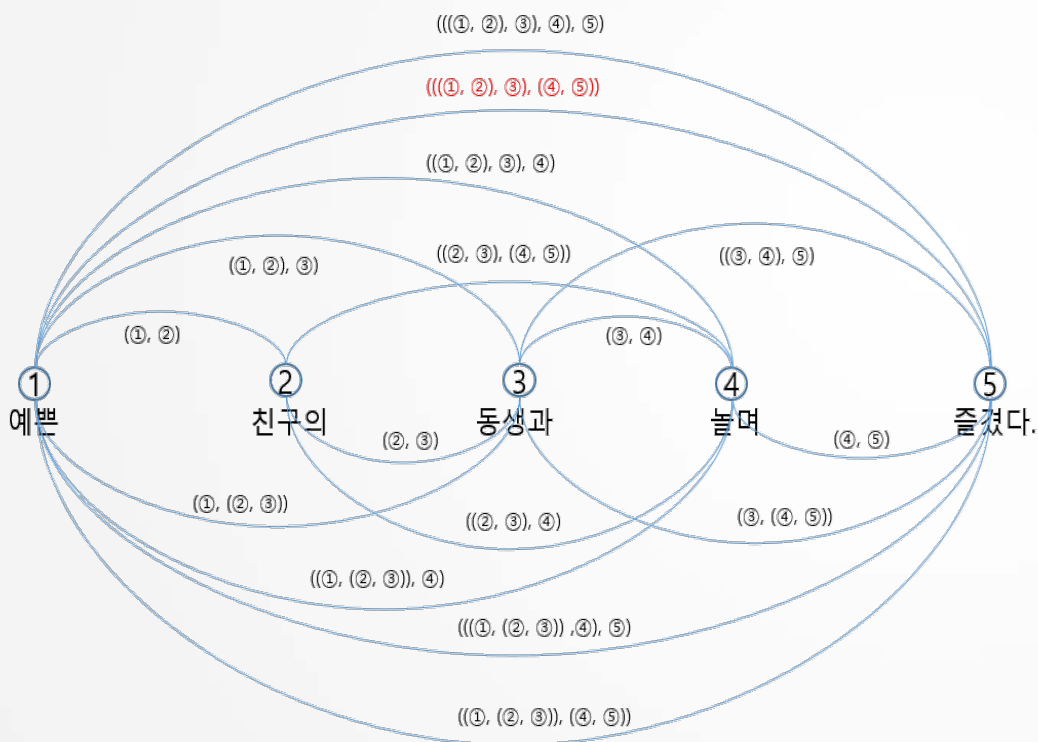 ((((①, ②), ③), ④), ⑤)
(((①, ②), ③), (④, ⑤))
(((①, ②), ③), ④)
((②, ③), (④, ⑤))
((③, ④), ⑤)
(①, ②), ③)
(①, ②)
(③, ④)
① ② ③ ④ ⑤
예쁜 친구의 동생과 놀며 즐겼다.
(②, ③)
(④, ⑤)
(①, (②, ③))
((②, ③), ④)
(③, (④, ⑤))
((①, (②, ③)), ④)
(((①, (②, ③)) ,④), ⑤)
((①, (②, ③)), (④, ⑤))